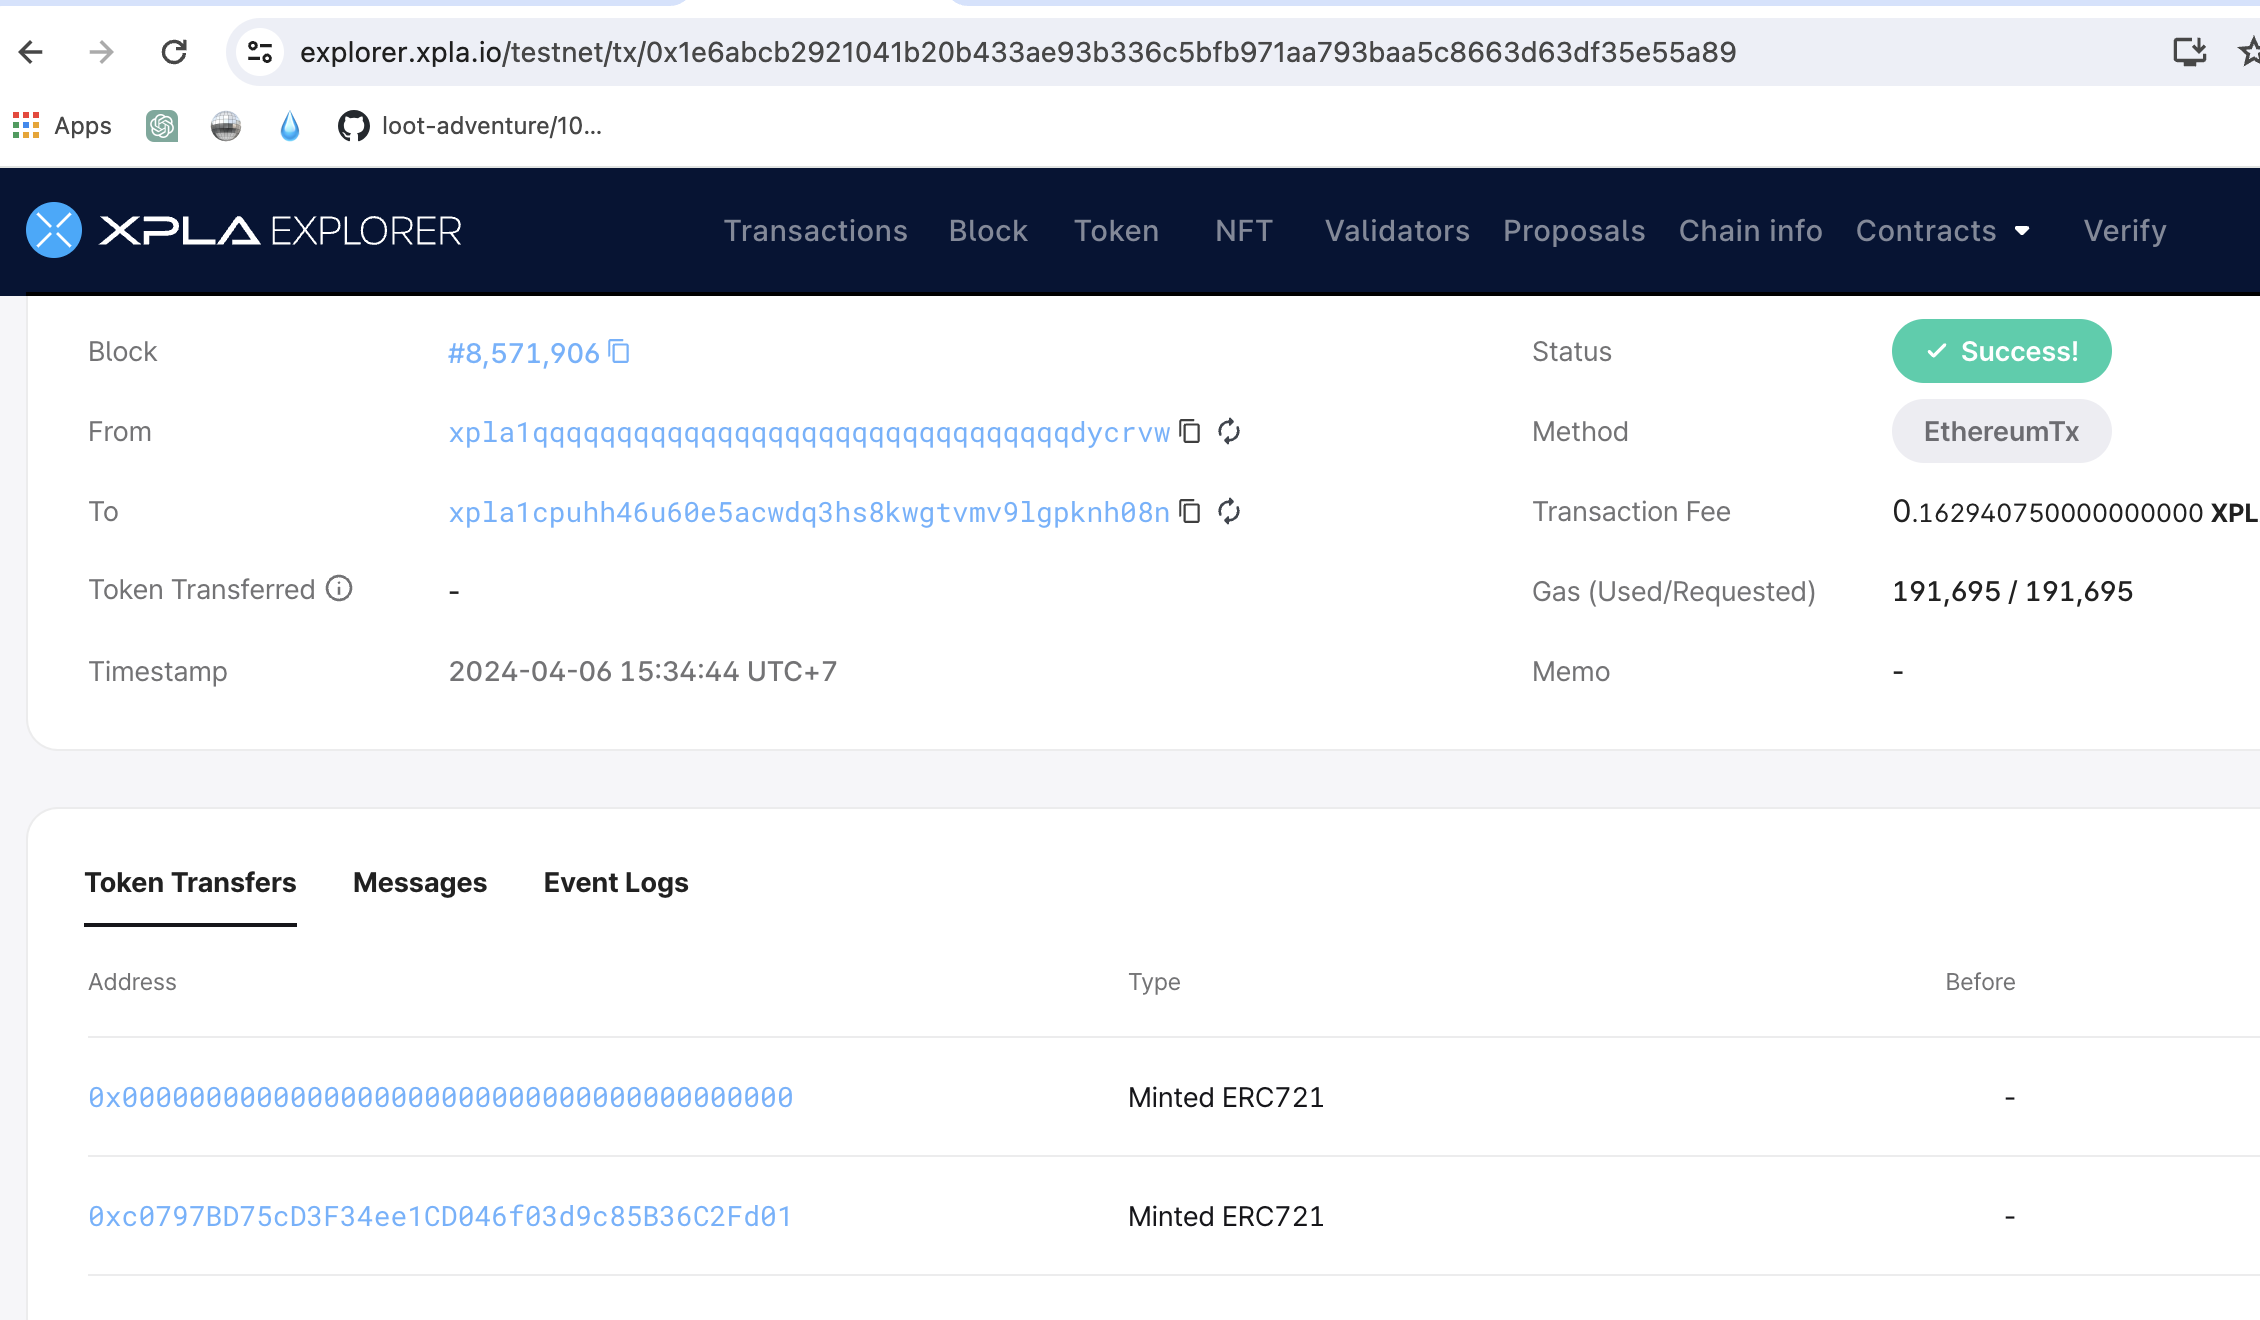 explorer.xpla.io/testnet/tx/0x1e6abcb2921041b20b433ae93b336c5bfb971aa793baa5c8663d63df35e55a89
Apps
loot-adventure/10...
XPLA EXPLORER
Transactions Block Token NFT Validators Proposals Chain info Contracts Verify
Block #8,571,906 Status Success!
From xpla1qqqqqqqqqqqqqqqqqqqqqqqqqqqqqqqqdycrvw Method EthereumTx
To xpla1cpuhh46u60e5acwdq3hs8kwgtvmv9lgpknh08n Transaction Fee 0.162940750000000000 XPL
Token Transferred - Gas (Used/Requested) 191,695 / 191,695
Timestamp 2024-04-06 15:34:44 UTC+7 Memo -
Token Transfers Messages Event Logs
Address Type Before
0x0000000000000000000000000000000000000000 Minted ERC721 -
0xc0797BD75cD3F34ee1CD046f03d9c85B36C2Fd01 Minted ERC721 -